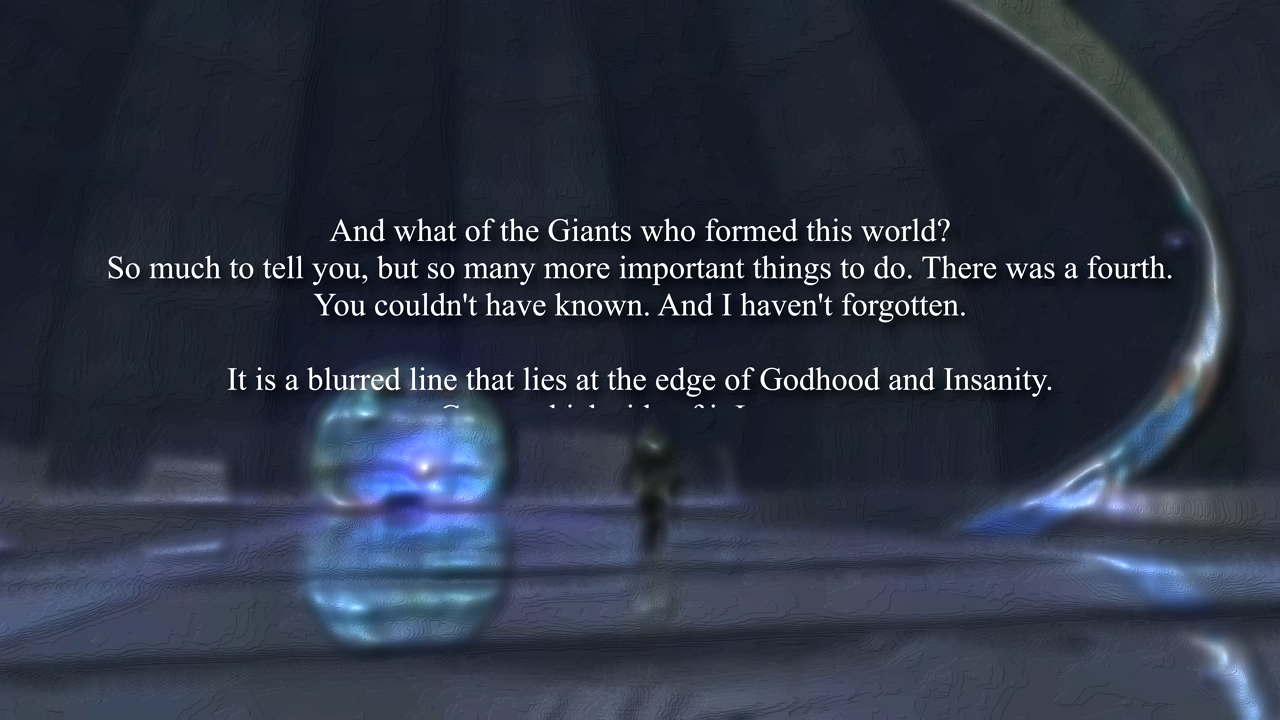 And what of the Giants who formed this world?
So much to tell you, but so many more important things to do. There was a fourth.
You couldn't have known. And I haven't forgotten.
It is a blurred line that lies at the edge of Godhood and Insanity.